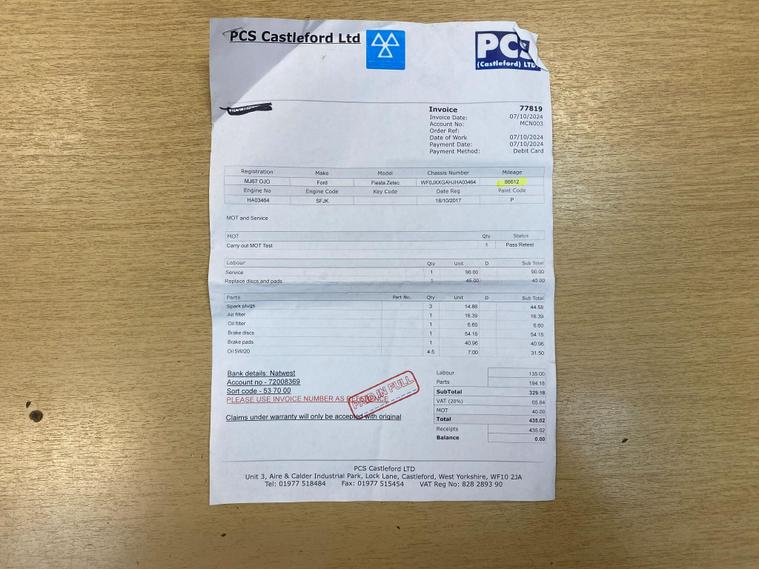 PCS Castleford Ltd
PCS
(Castleford) LTD
Invoice 77819
Invoice Date: 07/10/2024
Account No: MCN003
Order Ref:
Date of Work 07/10/2024
Payment Date: 07/10/2024
Payment Method: Debit Card
Registration Make Model Chassis Number Mileage
MJ67 OJO Ford Fiesta Zetec WF0JXXGAHJHA03464 86612
Engine No Engine Code Key Code Date Reg Paint Code
HA03464 SFJK 18/10/2017 P
MOT and Service
MOT Qty Status
Carry out MOT Test 1 Pass Retest
Labour Qty Unit D Sub Total
Service 1 90.00 90.00
Replace discs and pads 1 45.00
Parts Part No. Qty Unit D Sub Total
Spark plugs 3 14.86 44.58
Air filter 1 16.39 16.39
Oil filter 1 6.60 6.60
Brake discs 1 54.15 54.15
Brake pads 1 40.96 40.96
Oil 5W/20 4.5 7.00 31.50
Bank details: Natwest
Account no - 72008369
Sort code - 53 70 00
PLEASE USE INVOICE NUMBER AS REFERENCE
PAID IN FULL
Claims under warranty will only be accepted with original
Labour 135.00
Parts 194.18
SubTotal 329.18
VAT (20%) 65.84
MOT 40.00
Total 435.02
Receipts 435.02
Balance 0.00
PCS Castleford LTD
Unit 3, Aire & Calder Industrial Park, Lock Lane, Castleford, West Yorkshire, WF10 2JA
Tel: 01977 518484 Fax: 01977 515454 VAT Reg No: 828 2893 90